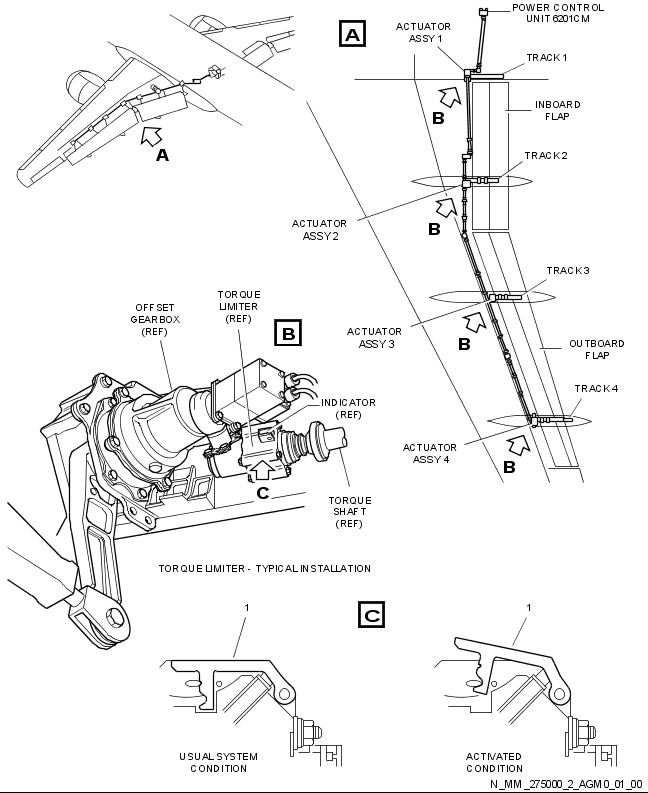 A
A
POWER CONTROL
UNIT 6201CM
ACTUATOR
ASSY 1
TRACK 1
B
INBOARD
FLAP
TRACK 2
ACTUATOR
ASSY 2
B
TRACK 3
ACTUATOR
ASSY 3
B
OUTBOARD
FLAP
TRACK 4
ACTUATOR
ASSY 4
B
B
OFFSET
GEARBOX
(REF)
TORQUE
LIMITER
(REF)
INDICATOR
(REF)
C
TORQUE
SHAFT
(REF)
TORQUE LIMITER - TYPICAL INSTALLATION
C
1
USUAL SYSTEM
CONDITION
1
ACTIVATED
CONDITION
N_MM_275000_2_AGM0_01_00